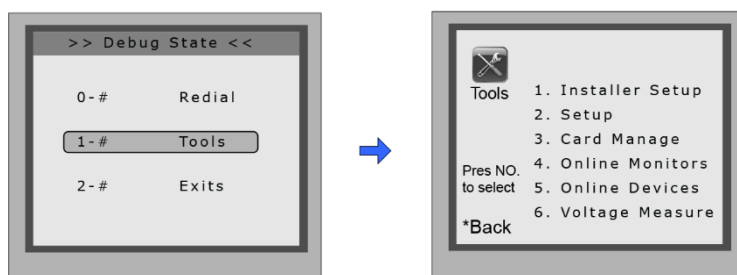 >> Debug State <<
0-# Redial
1-# Tools
2-# Exits
Tools
1. Installer Setup
2. Setup
3. Card Manage
4. Online Monitors
5. Online Devices
6. Voltage Measure
Pres NO.
to select
*Back